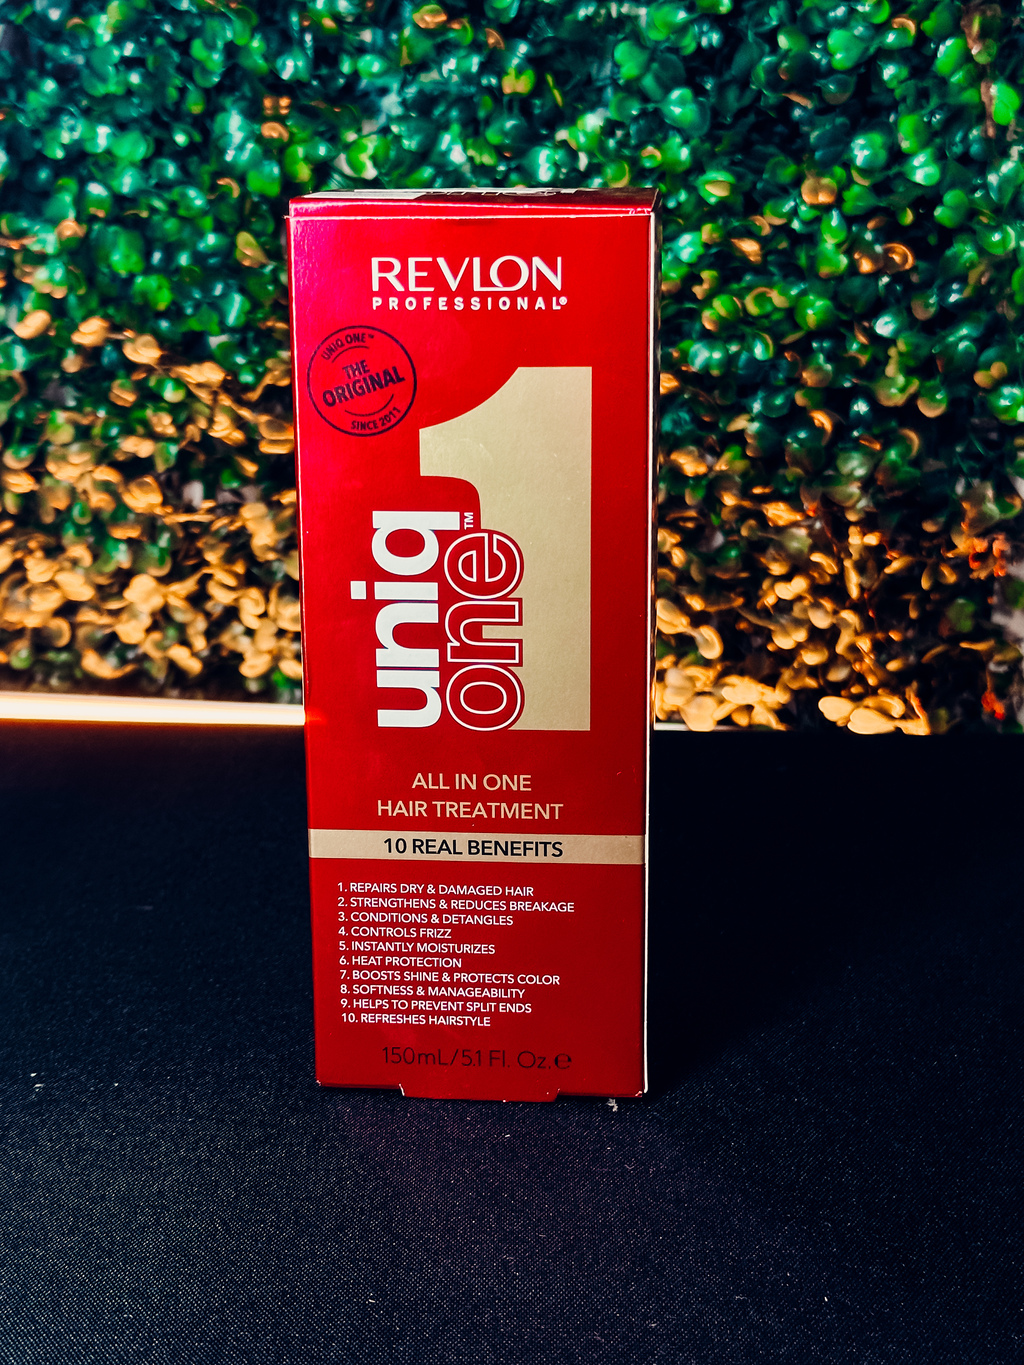 REVLON
PROFESSIONAL®
UNIQ ONE™
THE
ORIGINAL
SINCE 2011
1
uniq
one™
ALL IN ONE
HAIR TREATMENT
10 REAL BENEFITS
1. REPAIRS DRY & DAMAGED HAIR
2. STRENGTHENS & REDUCES BREAKAGE
3. CONDITIONS & DETANGLES
4. CONTROLS FRIZZ
5. INSTANTLY MOISTURIZES
6. HEAT PROTECTION
7. BOOSTS SHINE & PROTECTS COLOR
8. SOFTNESS & MANAGEABILITY
9. HELPS TO PREVENT SPLIT ENDS
10. REFRESHES HAIRSTYLE
150mL/5.1 Fl. Oz. ℮